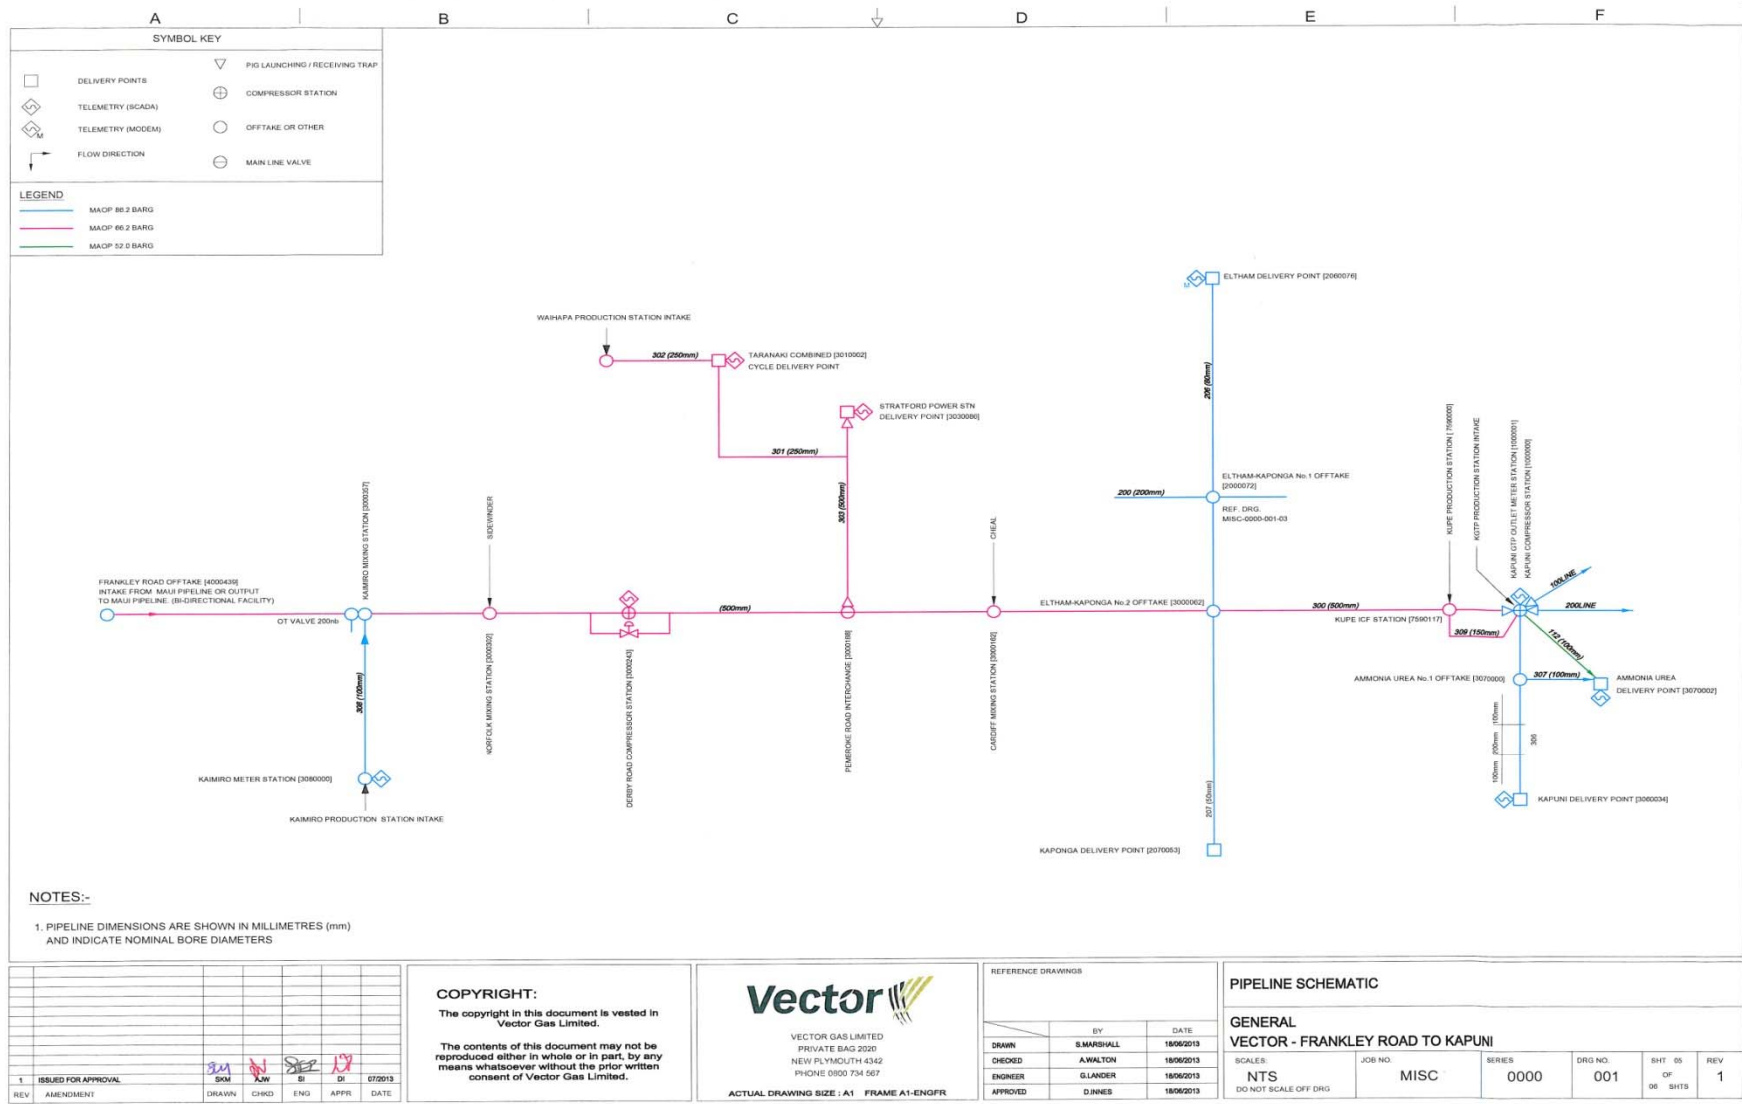 A B C D E F
SYMBOL KEY
DELIVERY POINTS
TELEMETRY (SCADA)
M
TELEMETRY (MODEM)
FLOW DIRECTION
PIG LAUNCHING / RECEIVING TRAP
COMPRESSOR STATION
OFFTAKE OR OTHER
MAIN LINE VALVE
LEGEND
MAOP 86.2 BARG
MAOP 66.2 BARG
MAOP 52.0 BARG
WAIHAPA PRODUCTION STATION INTAKE
302 (250mm)
TARANAKI COMBINED [3010002]
CYCLE DELIVERY POINT
STRATFORD POWER STN
DELIVERY POINT [3030086]
301 (250mm)
303 (500mm)
M
ELTHAM DELIVERY POINT [2060076]
206 (80mm)
200 (200mm)
ELTHAM-KAPONGA No.1 OFFTAKE
[2000072]
REF. DRG.
MISC-0000-001-03
FRANKLEY ROAD OFFTAKE [4000439]
INTAKE FROM MAUI PIPELINE OR OUTPUT
TO MAUI PIPELINE. (BI-DIRECTIONAL FACILITY)
OT VALVE 200nb
KAIMIRO MIXING STATION [3000357]
308 (100mm)
KAIMIRO METER STATION [3080000]
KAIMIRO PRODUCTION STATION INTAKE
SIDEWINDER
NORFOLK MIXING STATION [3000302]
DERBY ROAD COMPRESSOR STATION [3000243]
(500mm)
PEMBROKE ROAD INTERCHANGE [3000188]
CHEAL
CARDIFF MIXING STATION [3000162]
ELTHAM-KAPONGA No.2 OFFTAKE [3000062]
207 (50mm)
KAPONGA DELIVERY POINT [2070053]
300 (500mm)
KUPE PRODUCTION STATION [7590000]
KUPE ICF STATION [7590117]
309 (150mm)
KGTP PRODUCTION STATION INTAKE
KAPUNI GTP OUTLET METER STATION [1000001]
KAPUNI COMPRESSOR STATION [1000000]
100LINE
200LINE
112 (100mm)
AMMONIA UREA No.1 OFFTAKE [3070000]
307 (100mm)
AMMONIA UREA
DELIVERY POINT [3070002]
100mm
200mm
100mm
306
KAPUNI DELIVERY POINT [3060034]
NOTES:-
1. PIPELINE DIMENSIONS ARE SHOWN IN MILLIMETRES (mm)
AND INDICATE NOMINAL BORE DIAMETERS
1 ISSUED FOR APPROVAL SKM AJW SI DI 07/2013
REV AMENDMENT DRAWN CHKD ENG APPR DATE
COPYRIGHT:
The copyright in this document is vested in
Vector Gas Limited.
The contents of this document may not be
reproduced either in whole or in part, by any
means whatsoever without the prior written
consent of Vector Gas Limited.
Vector
VECTOR GAS LIMITED
PRIVATE BAG 2020
NEW PLYMOUTH 4342
PHONE 0800 734 567
ACTUAL DRAWING SIZE : A1 FRAME A1-ENGFR
REFERENCE DRAWINGS
BY DATE
DRAWN S.MARSHALL 18/06/2013
CHECKED A.WALTON 18/06/2013
ENGINEER G.LANDER 18/06/2013
APPROVED D.INNES 18/06/2013
PIPELINE SCHEMATIC
GENERAL
VECTOR - FRANKLEY ROAD TO KAPUNI
SCALES: JOB NO. SERIES DRG NO. SHT 05 REV
NTS MISC 0000 001 OF 1
DO NOT SCALE OFF DRG 06 SHTS